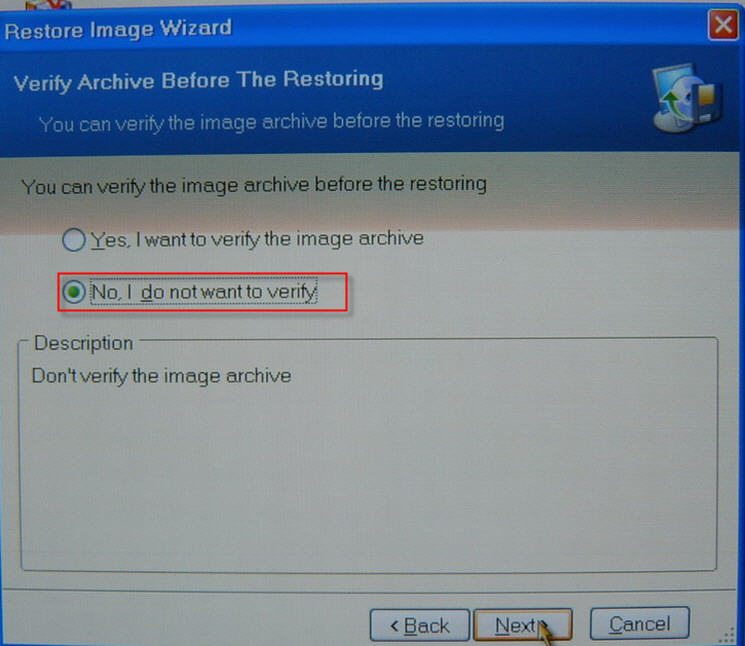 Restore Image Wizard
Verify Archive Before The Restoring
You can verify the image archive before the restoring
You can verify the image archive before the restoring
Yes, I want to verify the image archive
No, I do not want to verify
Description
Don't verify the image archive
< Back Next > Cancel